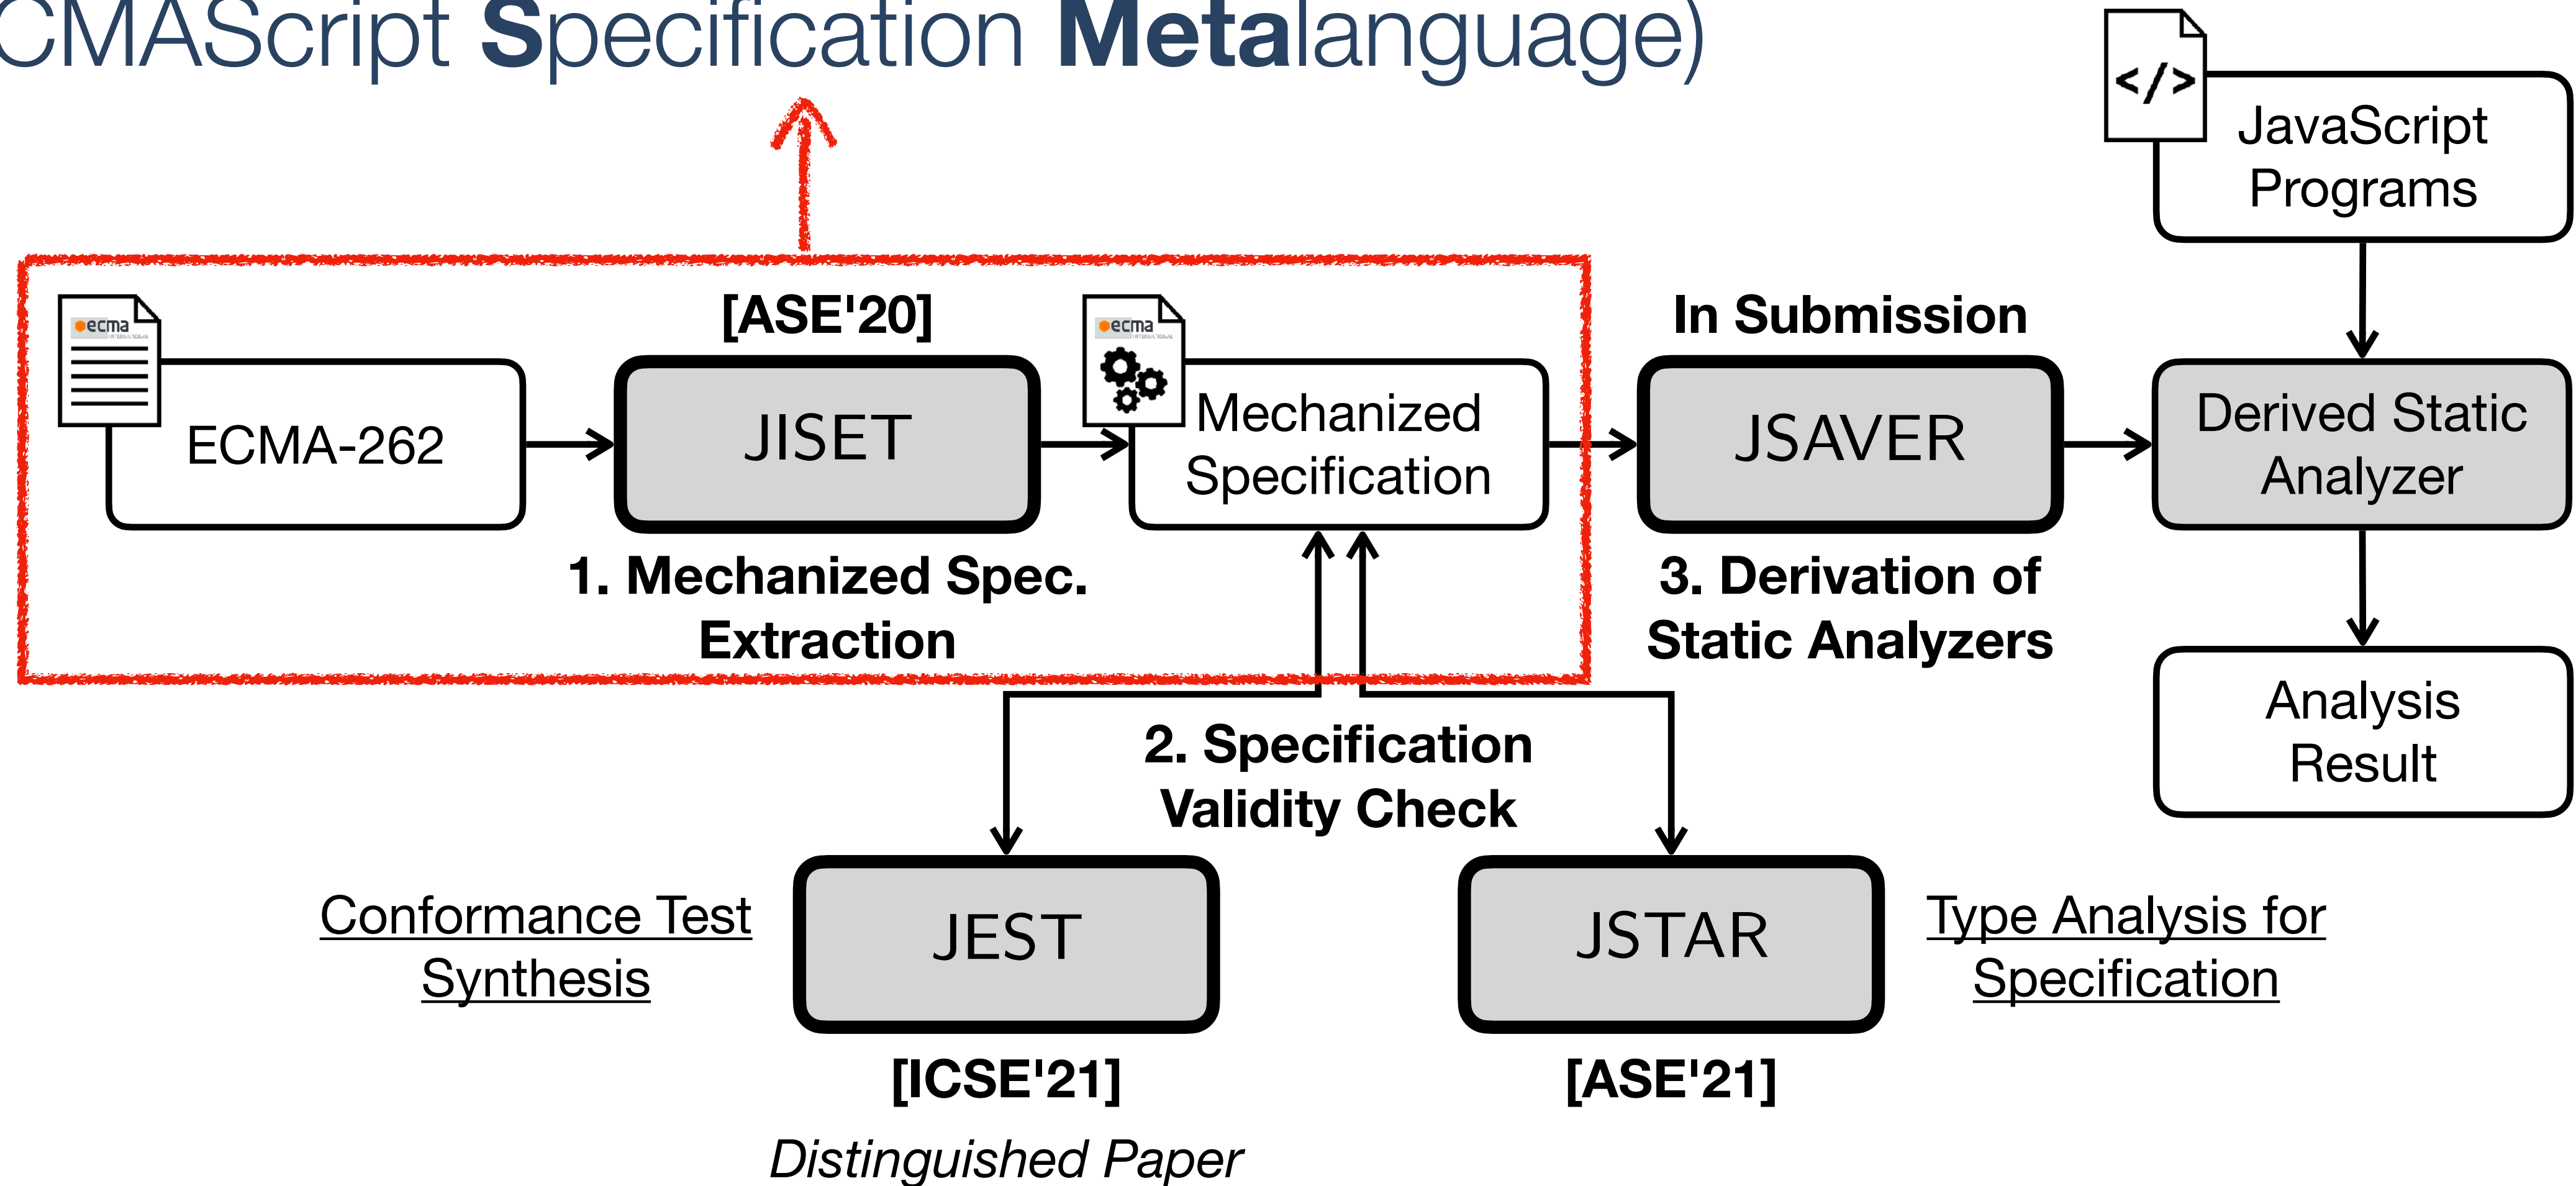 CMAScript Specification Metalanguage)
</>
JavaScript
Programs
ecma
[ASE'20]
ecma
In Submission
ECMA-262
JISET
Mechanized
Specification
JSAVER
Derived Static
Analyzer
1. Mechanized Spec.
Extraction
3. Derivation of
Static Analyzers
Analysis
Result
2. Specification
Validity Check
Conformance Test
Synthesis
JEST
JSTAR
Type Analysis for
Specification
[ICSE'21]
[ASE'21]
Distinguished Paper